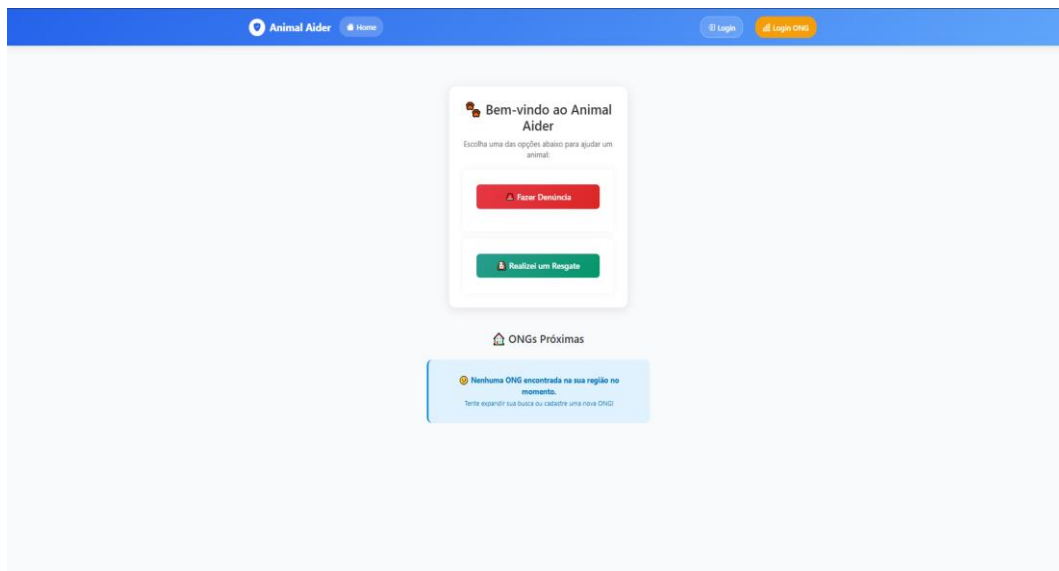 Animal Aider
Home
Login
Login ONG
Bem-vindo ao Animal
Aider
Escolha uma das opções abaixo para ajudar um
animal:
Fazer Denúncia
Realizei um Resgate
ONGs Próximas
Nenhuma ONG encontrada na sua região no
momento.
Tente expandir sua busca ou cadastre uma nova ONG!